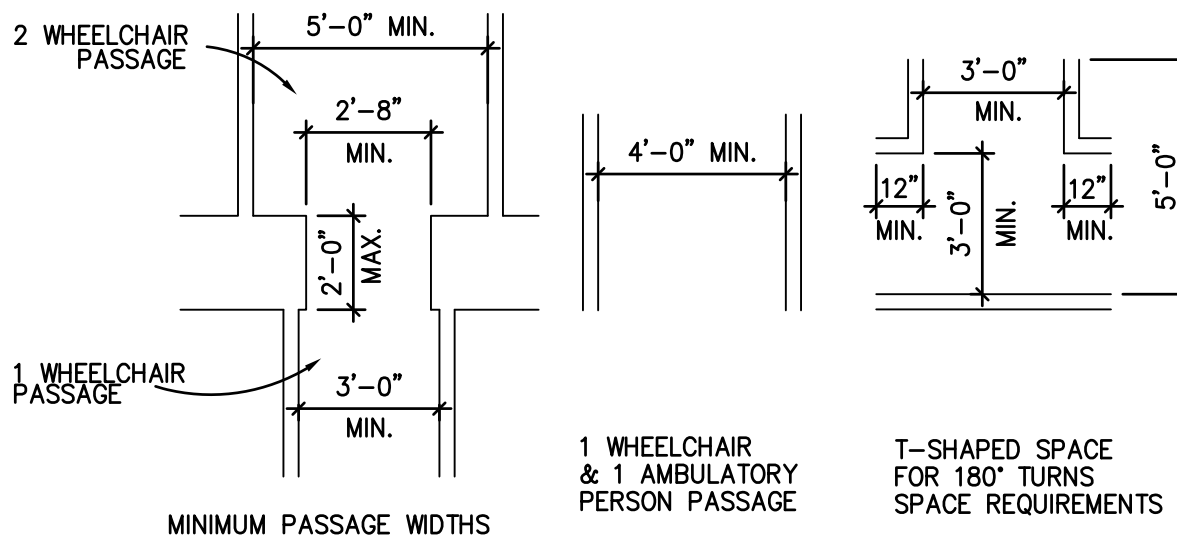 2 WHEELCHAIR
PASSAGE
5'-0" MIN.
2'-8"
MIN.
2'-0"
MAX.
1 WHEELCHAIR
PASSAGE
3'-0"
MIN.
MINIMUM PASSAGE WIDTHS
4'-0" MIN.
1 WHEELCHAIR
& 1 AMBULATORY
PERSON PASSAGE
3'-0"
MIN.
12"
MIN.
3'-0"
MIN.
12"
MIN.
5'-0"
T-SHAPED SPACE
FOR 180° TURNS
SPACE REQUIREMENTS